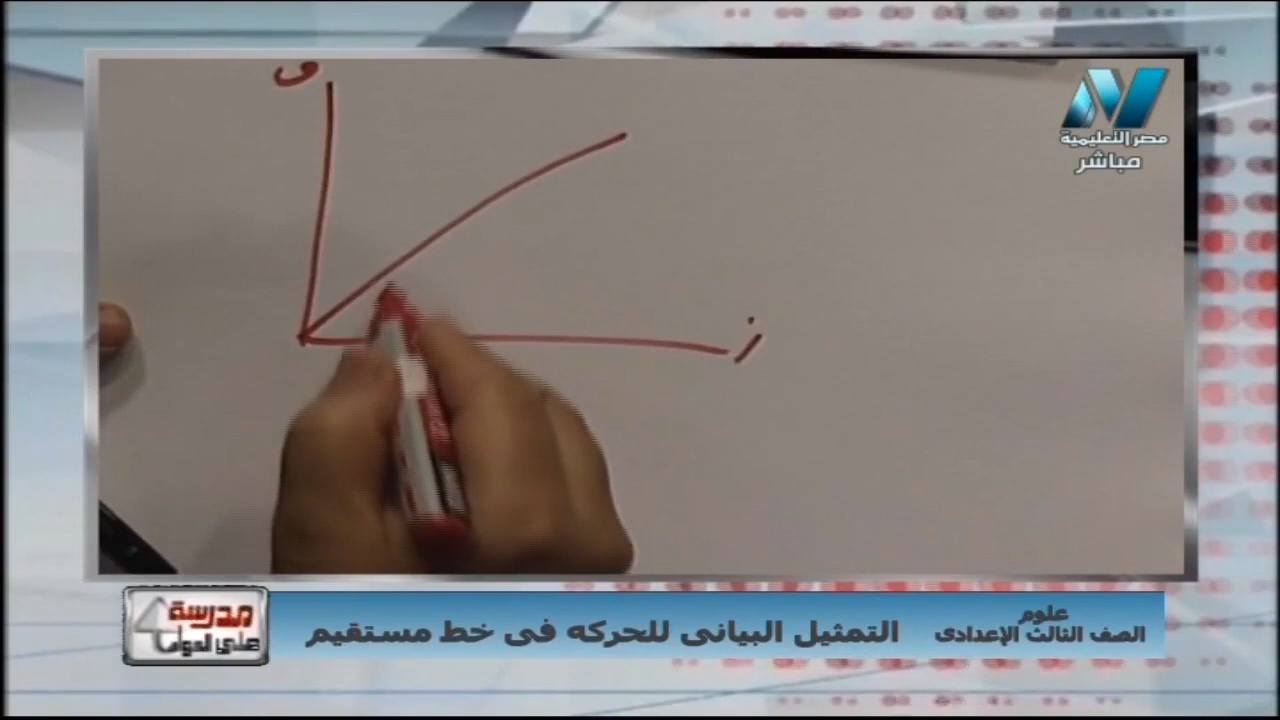 ف
ز
مصر التعليمية
مباشر
علوم
الصف الثالث الإعدادى
التمثيل البيانى للحركه فى خط مستقيم
مدرسة
على الهواء